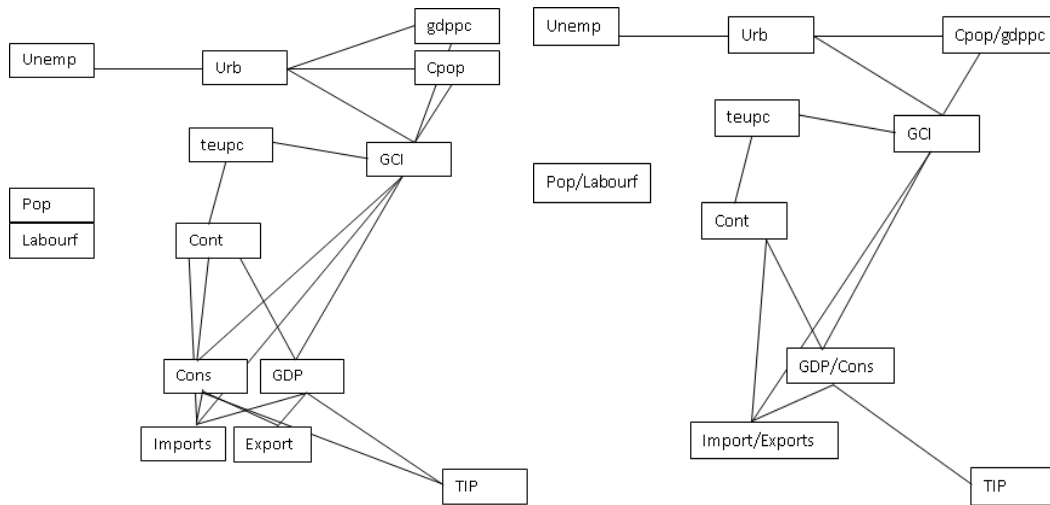 gdppc
Unemp
Urb
Cpop
teupc
GCI
Pop
Labourf
Cont
Cons
GDP
Imports
Export
TIP
Unemp
Urb
Cpop/gdppc
teupc
GCI
Pop/Labourf
Cont
GDP/Cons
Import/Exports
TIP